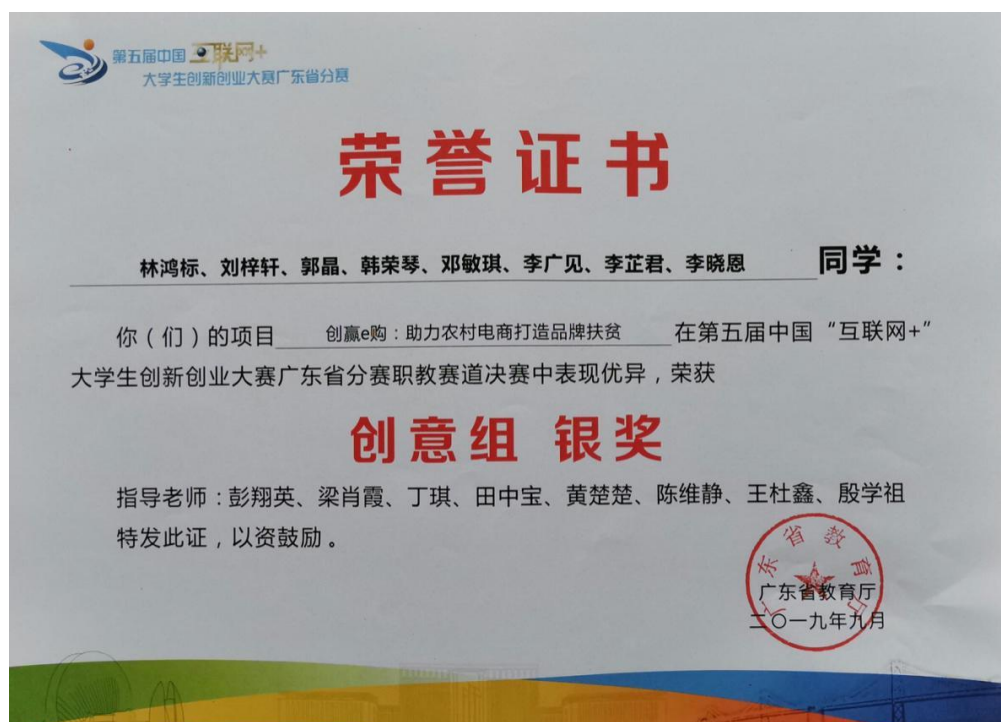 第五届中国 互联网+
大学生创新创业大赛广东省分赛
荣誉证书
林鸿标、刘梓轩、郭晶、韩荣琴、邓敏琪、李广见、李芷君、李晓恩 同学：
你（们）的项目 创赢e购：助力农村电商打造品牌扶贫 在第五届中国“互联网+”
大学生创新创业大赛广东省分赛职教赛道决赛中表现优异，荣获
创意组 银奖
指导老师：彭翔英、梁肖霞、丁琪、田中宝、黄楚楚、陈维静、王杜鑫、殷学祖
特发此证，以资鼓励。
广东省教育厅
广东省教育厅
二〇一九年九月